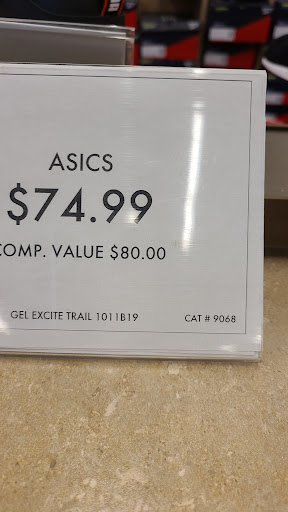 ASICS
$74.99
COMP. VALUE $80.00
GEL EXCITE TRAIL 1011B19
CAT # 9068